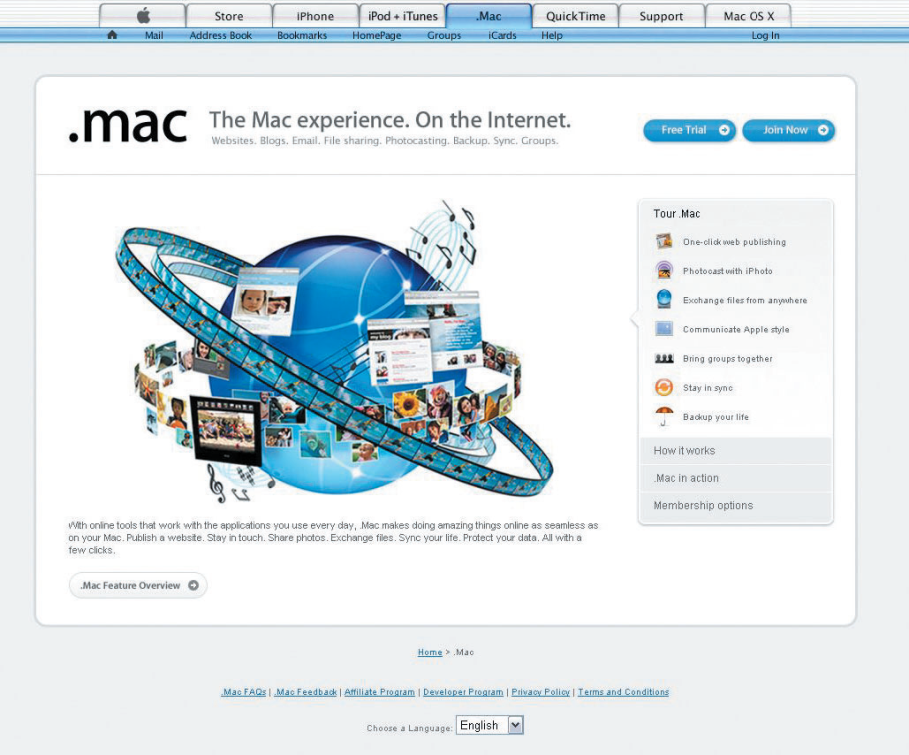 Store iPhone iPod + iTunes .Mac QuickTime Support Mac OS X
Mail Address Book Bookmarks HomePage Groups iCards Help Log In
.mac
The Mac experience. On the Internet.
Websites. Blogs. Email. File sharing. Photocasting. Backup. Sync. Groups.
Free Trial
Join Now
my blog
Tour .Mac
One-click web publishing
Photocast with iPhoto
Exchange files from anywhere
Communicate Apple style
Bring groups together
Stay in sync
Backup your life
How it works
.Mac in action
Membership options
With online tools that work with the applications you use every day, .Mac makes doing amazing things online as seamless as
on your Mac. Publish a website. Stay in touch. Share photos. Exchange files. Sync your life. Protect your data. All with a
few clicks.
.Mac Feature Overview
Home > .Mac
.Mac FAQs | .Mac Feedback | Affiliate Program | Developer Program | Privacy Policy | Terms and Conditions
Choose a Language: English